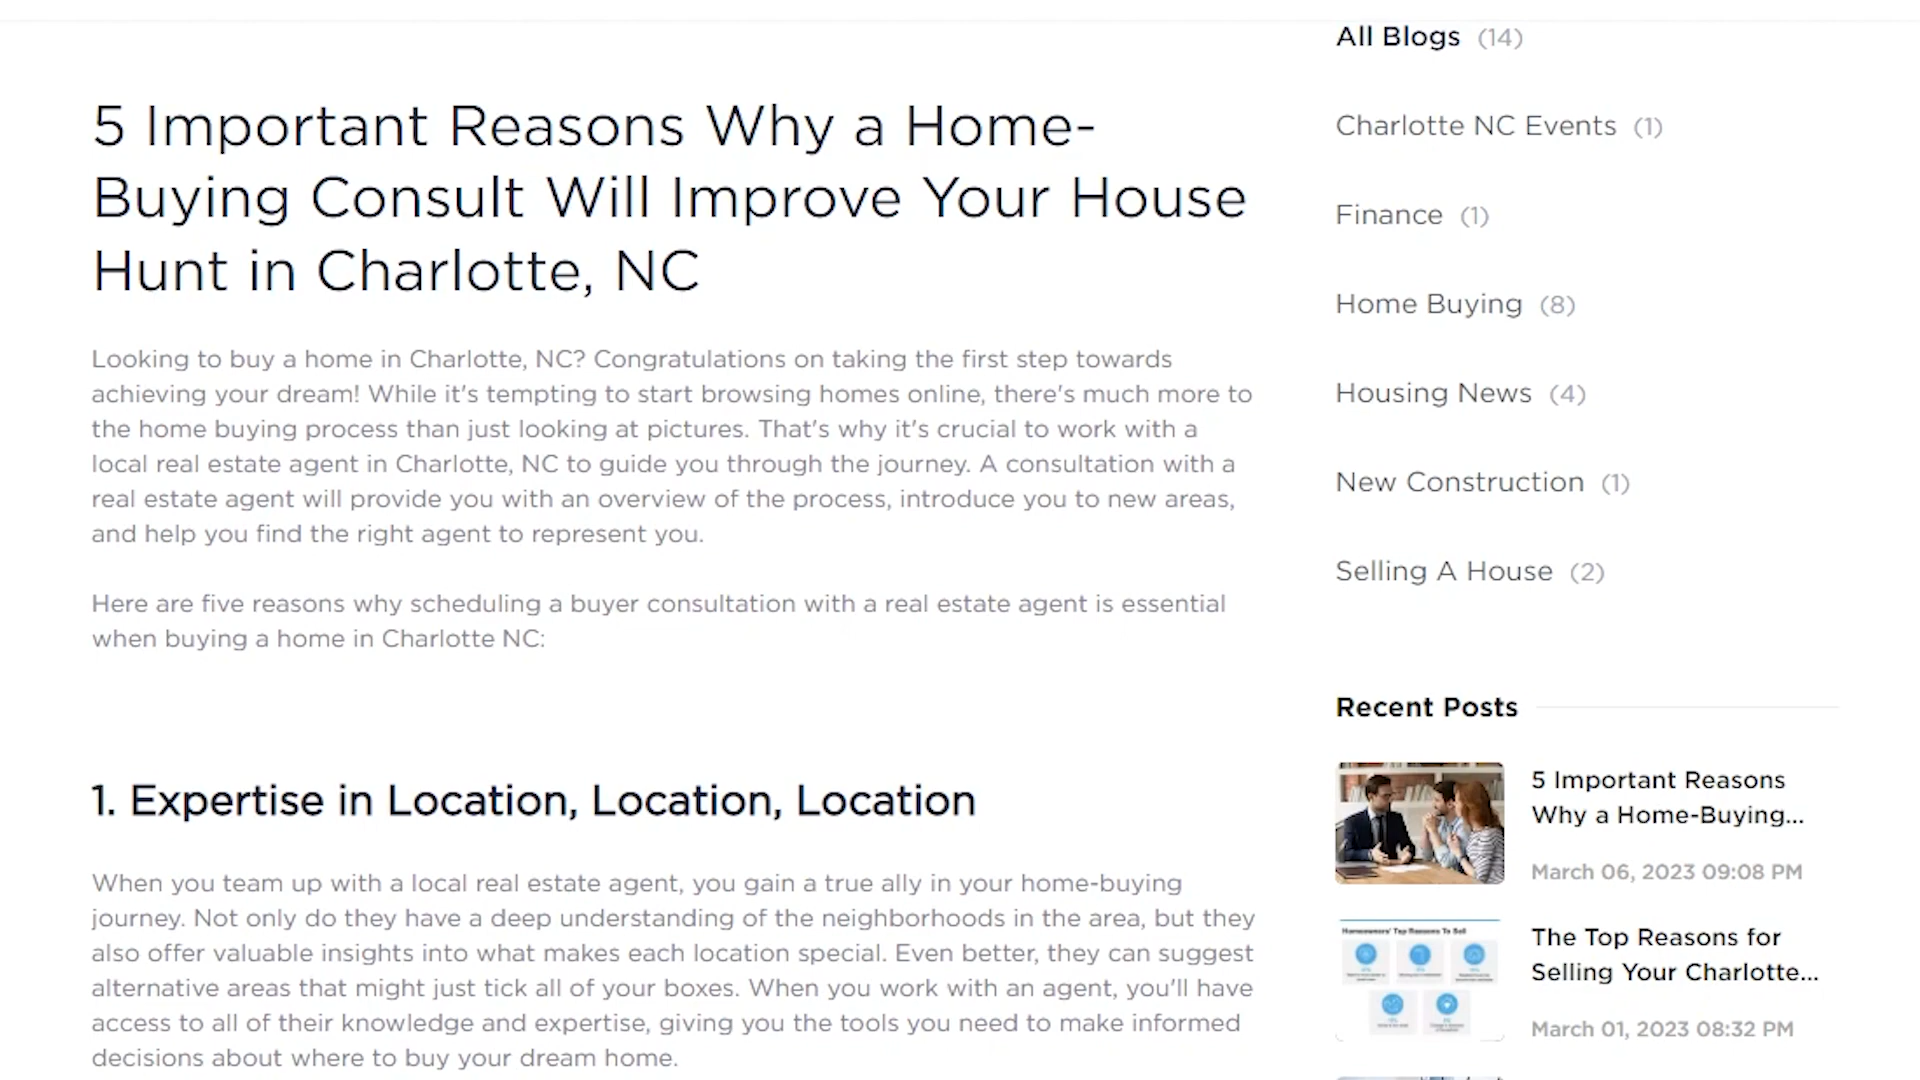 5 Important Reasons Why a Home-
Buying Consult Will Improve Your House
Hunt in Charlotte, NC
Looking to buy a home in Charlotte, NC? Congratulations on taking the first step towards
achieving your dream! While it's tempting to start browsing homes online, there's much more to
the home buying process than just looking at pictures. That's why it's crucial to work with a
local real estate agent in Charlotte, NC to guide you through the journey. A consultation with a
real estate agent will provide you with an overview of the process, introduce you to new areas,
and help you find the right agent to represent you.
Here are five reasons why scheduling a buyer consultation with a real estate agent is essential
when buying a home in Charlotte NC:
1. Expertise in Location, Location, Location
When you team up with a local real estate agent, you gain a true ally in your home-buying
journey. Not only do they have a deep understanding of the neighborhoods in the area, but they
also offer valuable insights into what makes each location special. Even better, they can suggest
alternative areas that might just tick all of your boxes. When you work with an agent, you'll have
access to all of their knowledge and expertise, giving you the tools you need to make informed
decisions about where to buy your dream home.
All Blogs (14)
Charlotte NC Events (1)
Finance (1)
Home Buying (8)
Housing News (4)
New Construction (1)
Selling A House (2)
Recent Posts
5 Important Reasons
Why a Home-Buying...
March 06, 2023 09:08 PM
Homeowners' Top Reasons To Sell
The Top Reasons for
Selling Your Charlotte...
March 01, 2023 08:32 PM